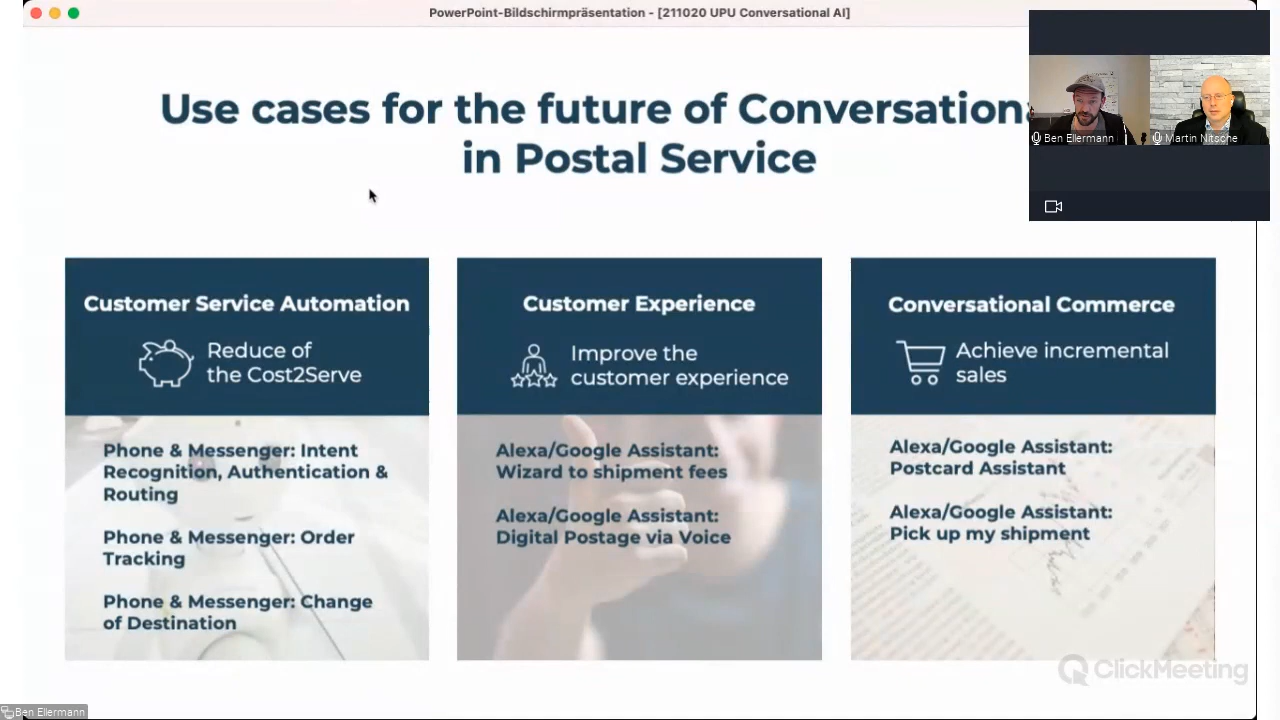 PowerPoint-Bildschirmpräsentation - [211020 UPU Conversational AI]
Use cases for the future of Conversation
in Postal Service
Ben Ellermann
Martin Nitsche
Customer Service Automation
Reduce of
the Cost2Serve
Phone & Messenger: Intent
Recognition, Authentication &
Routing
Phone & Messenger: Order
Tracking
Phone & Messenger: Change
of Destination
Customer Experience
Improve the
customer experience
Alexa/Google Assistant:
Wizard to shipment fees
Alexa/Google Assistant:
Digital Postage via Voice
Conversational Commerce
Achieve incremental
sales
Alexa/Google Assistant:
Postcard Assistant
Alexa/Google Assistant:
Pick up my shipment
ClickMeeting
Ben Ellermann